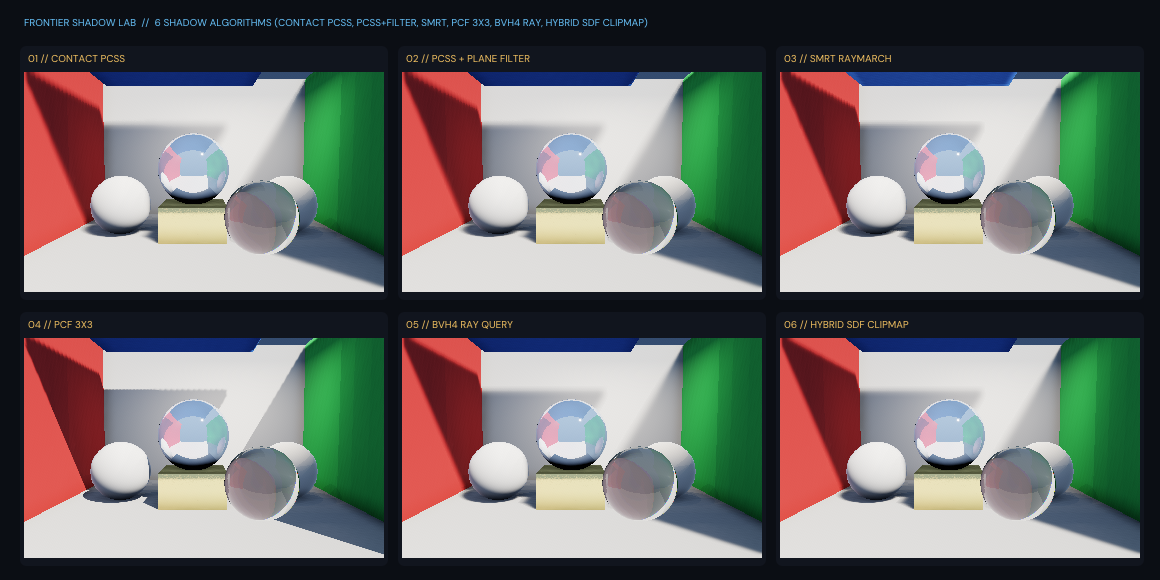 FRONTIER SHADOW LAB // 6 SHADOW ALGORITHMS (CONTACT PCSS, PCSS+FILTER, SMRT, PCF 3X3, BVH4 RAY, HYBRID SDF CLIPMAP)
01 // CONTACT PCSS
02 // PCSS + PLANE FILTER
03 // SMRT RAYMARCH
04 // PCF 3X3
05 // BVH4 RAY QUERY
06 // HYBRID SDF CLIPMAP